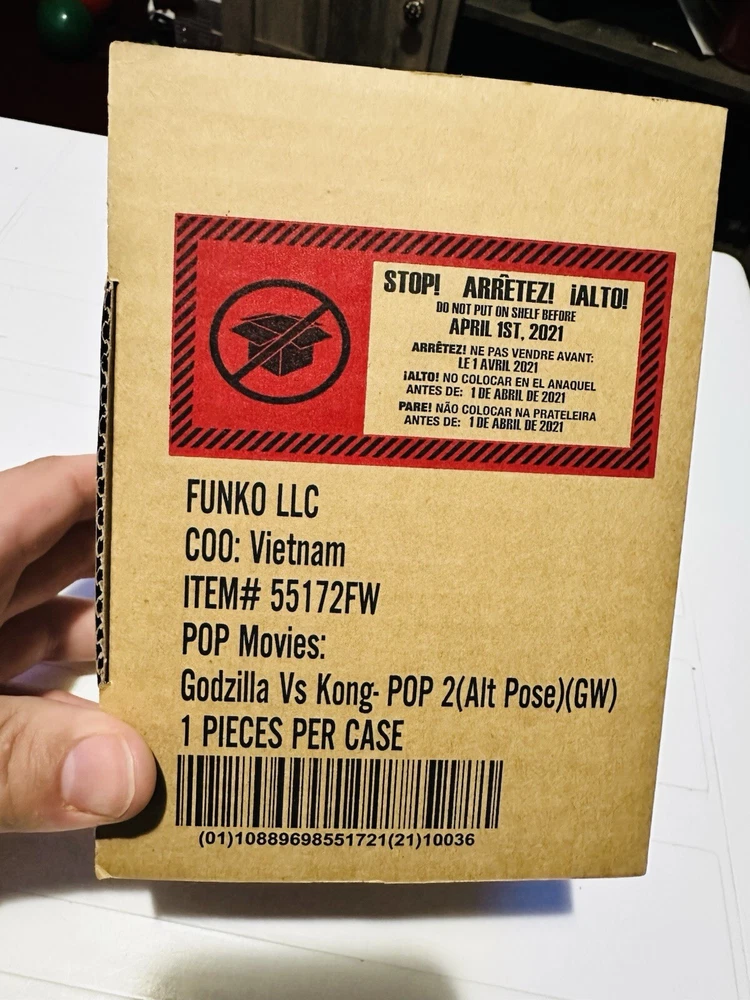 STOP! ARRÊTEZ! ¡ALTO!
DO NOT PUT ON SHELF BEFORE
APRIL 1ST, 2021
ARRÊTEZ! NE PAS VENDRE AVANT:
LE 1 AVRIL 2021
¡ALTO! NO COLOCAR EN EL ANAQUEL
ANTES DE: 1 DE ABRIL DE 2021
PARE! NÃO COLOCAR NA PRATELEIRA
ANTES DE: 1 DE ABRIL DE 2021
FUNKO LLC
COO: Vietnam
ITEM# 55172FW
POP Movies:
Godzilla Vs Kong- POP 2(Alt Pose)(GW)
1 PIECES PER CASE
(01)10889698551721(21)10036